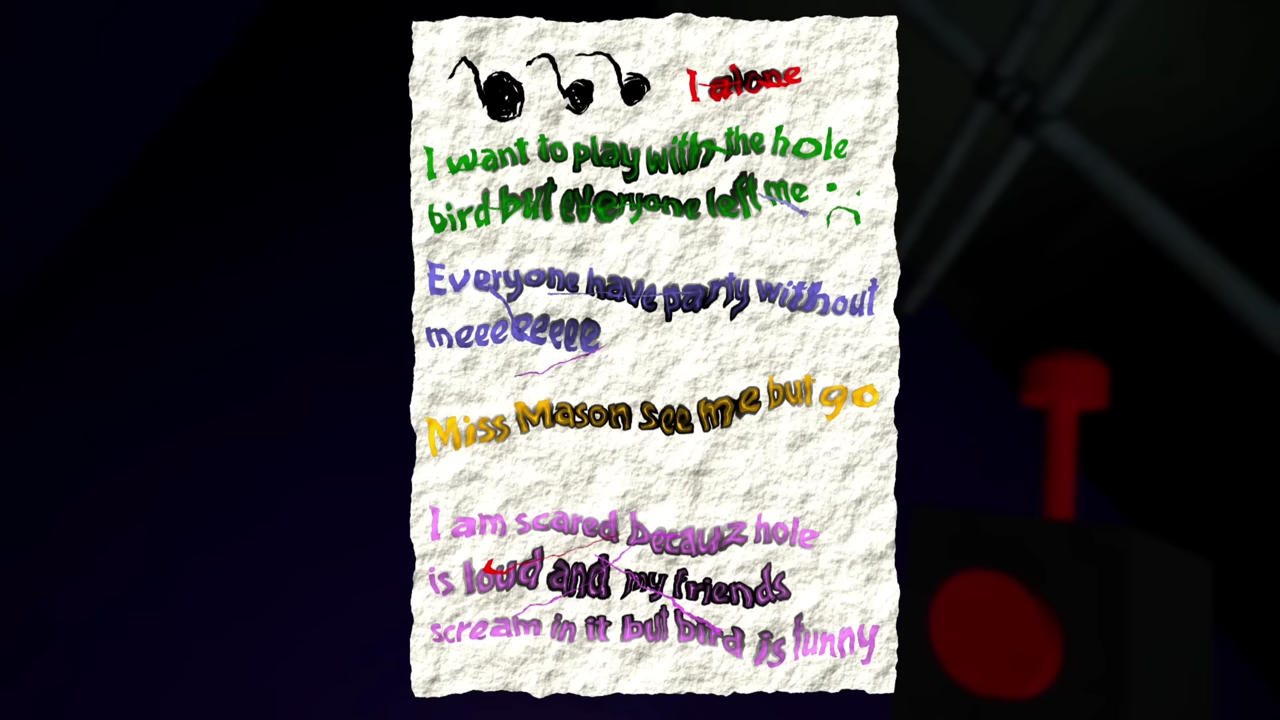 I alone
I want to play with the hole
bird but everyone left me :(
Everyone have party without
meeeeeeee
Miss Mason see me but go
I am scared becauz hole
is loud and my friends
scream in it but bird is funny